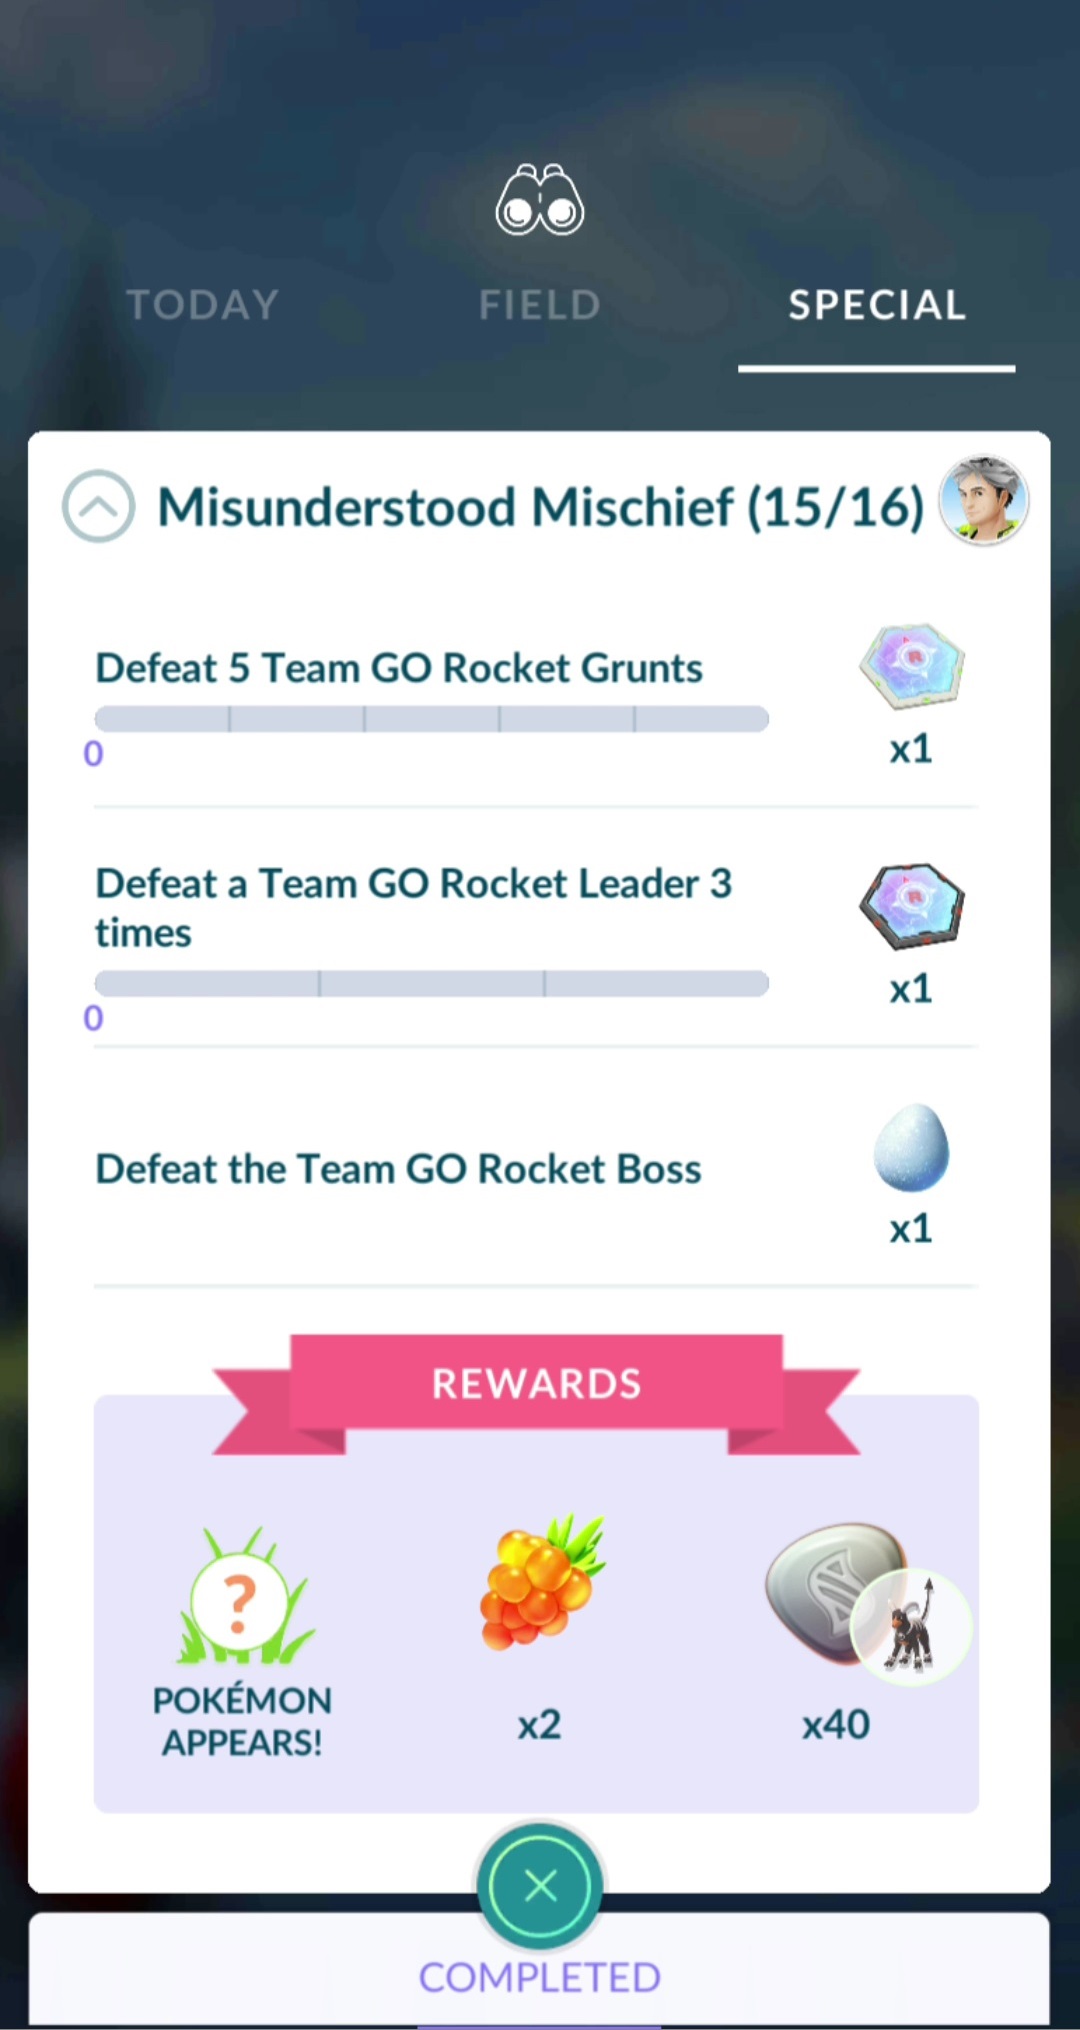 TODAY
FIELD
SPECIAL
Misunderstood Mischief (15/16)
Defeat 5 Team GO Rocket Grunts
0
x1
Defeat a Team GO Rocket Leader 3
times
0
x1
Defeat the Team GO Rocket Boss
x1
REWARDS
?
POKÉMON
APPEARS!
x2
x40
COMPLETED